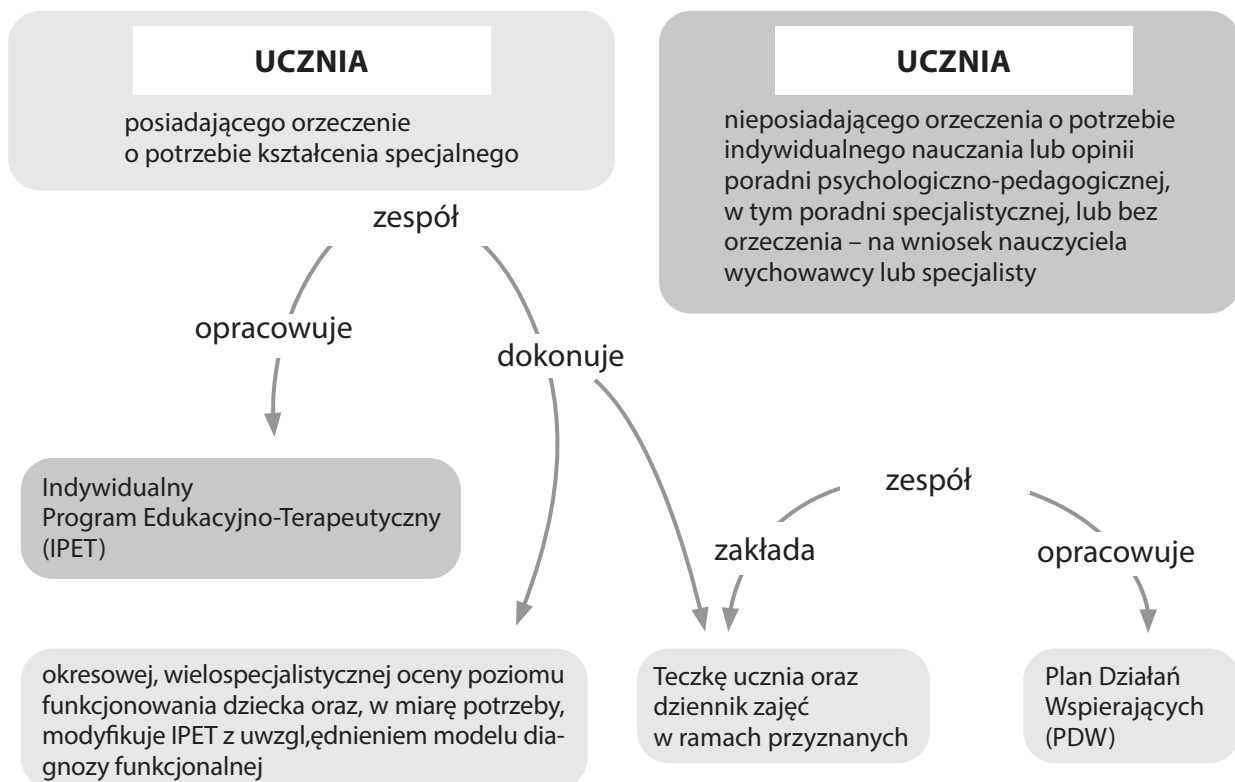 UCZNIA
posiadającego orzeczenie
o potrzebie kształcenia specjalnego
UCZNIA
nieposiadającego orzeczenia o potrzebie
indywidualnego nauczania lub opinii
poradni psychologiczno-pedagogicznej,
w tym poradni specjalistycznej, lub bez
orzeczenia – na wniosek nauczyciela
wychowawcy lub specjalisty
zespół
opracowuje
dokonuje
Indywidualny
Program Edukacyjno-Terapeutyczny
(IPET)
zespół
zakłada
opracowuje
okresowej, wielospecjalistycznej oceny poziomu
funkcjonowania dziecka oraz, w miarę potrzeby,
modyfikuje IPET z uwzgl,ędnieniem modelu dia-
gnozy funkcjonalnej
Teczkę ucznia oraz
dziennik zajęć
w ramach przyznanych
Plan Działań
Wspierających
(PDW)